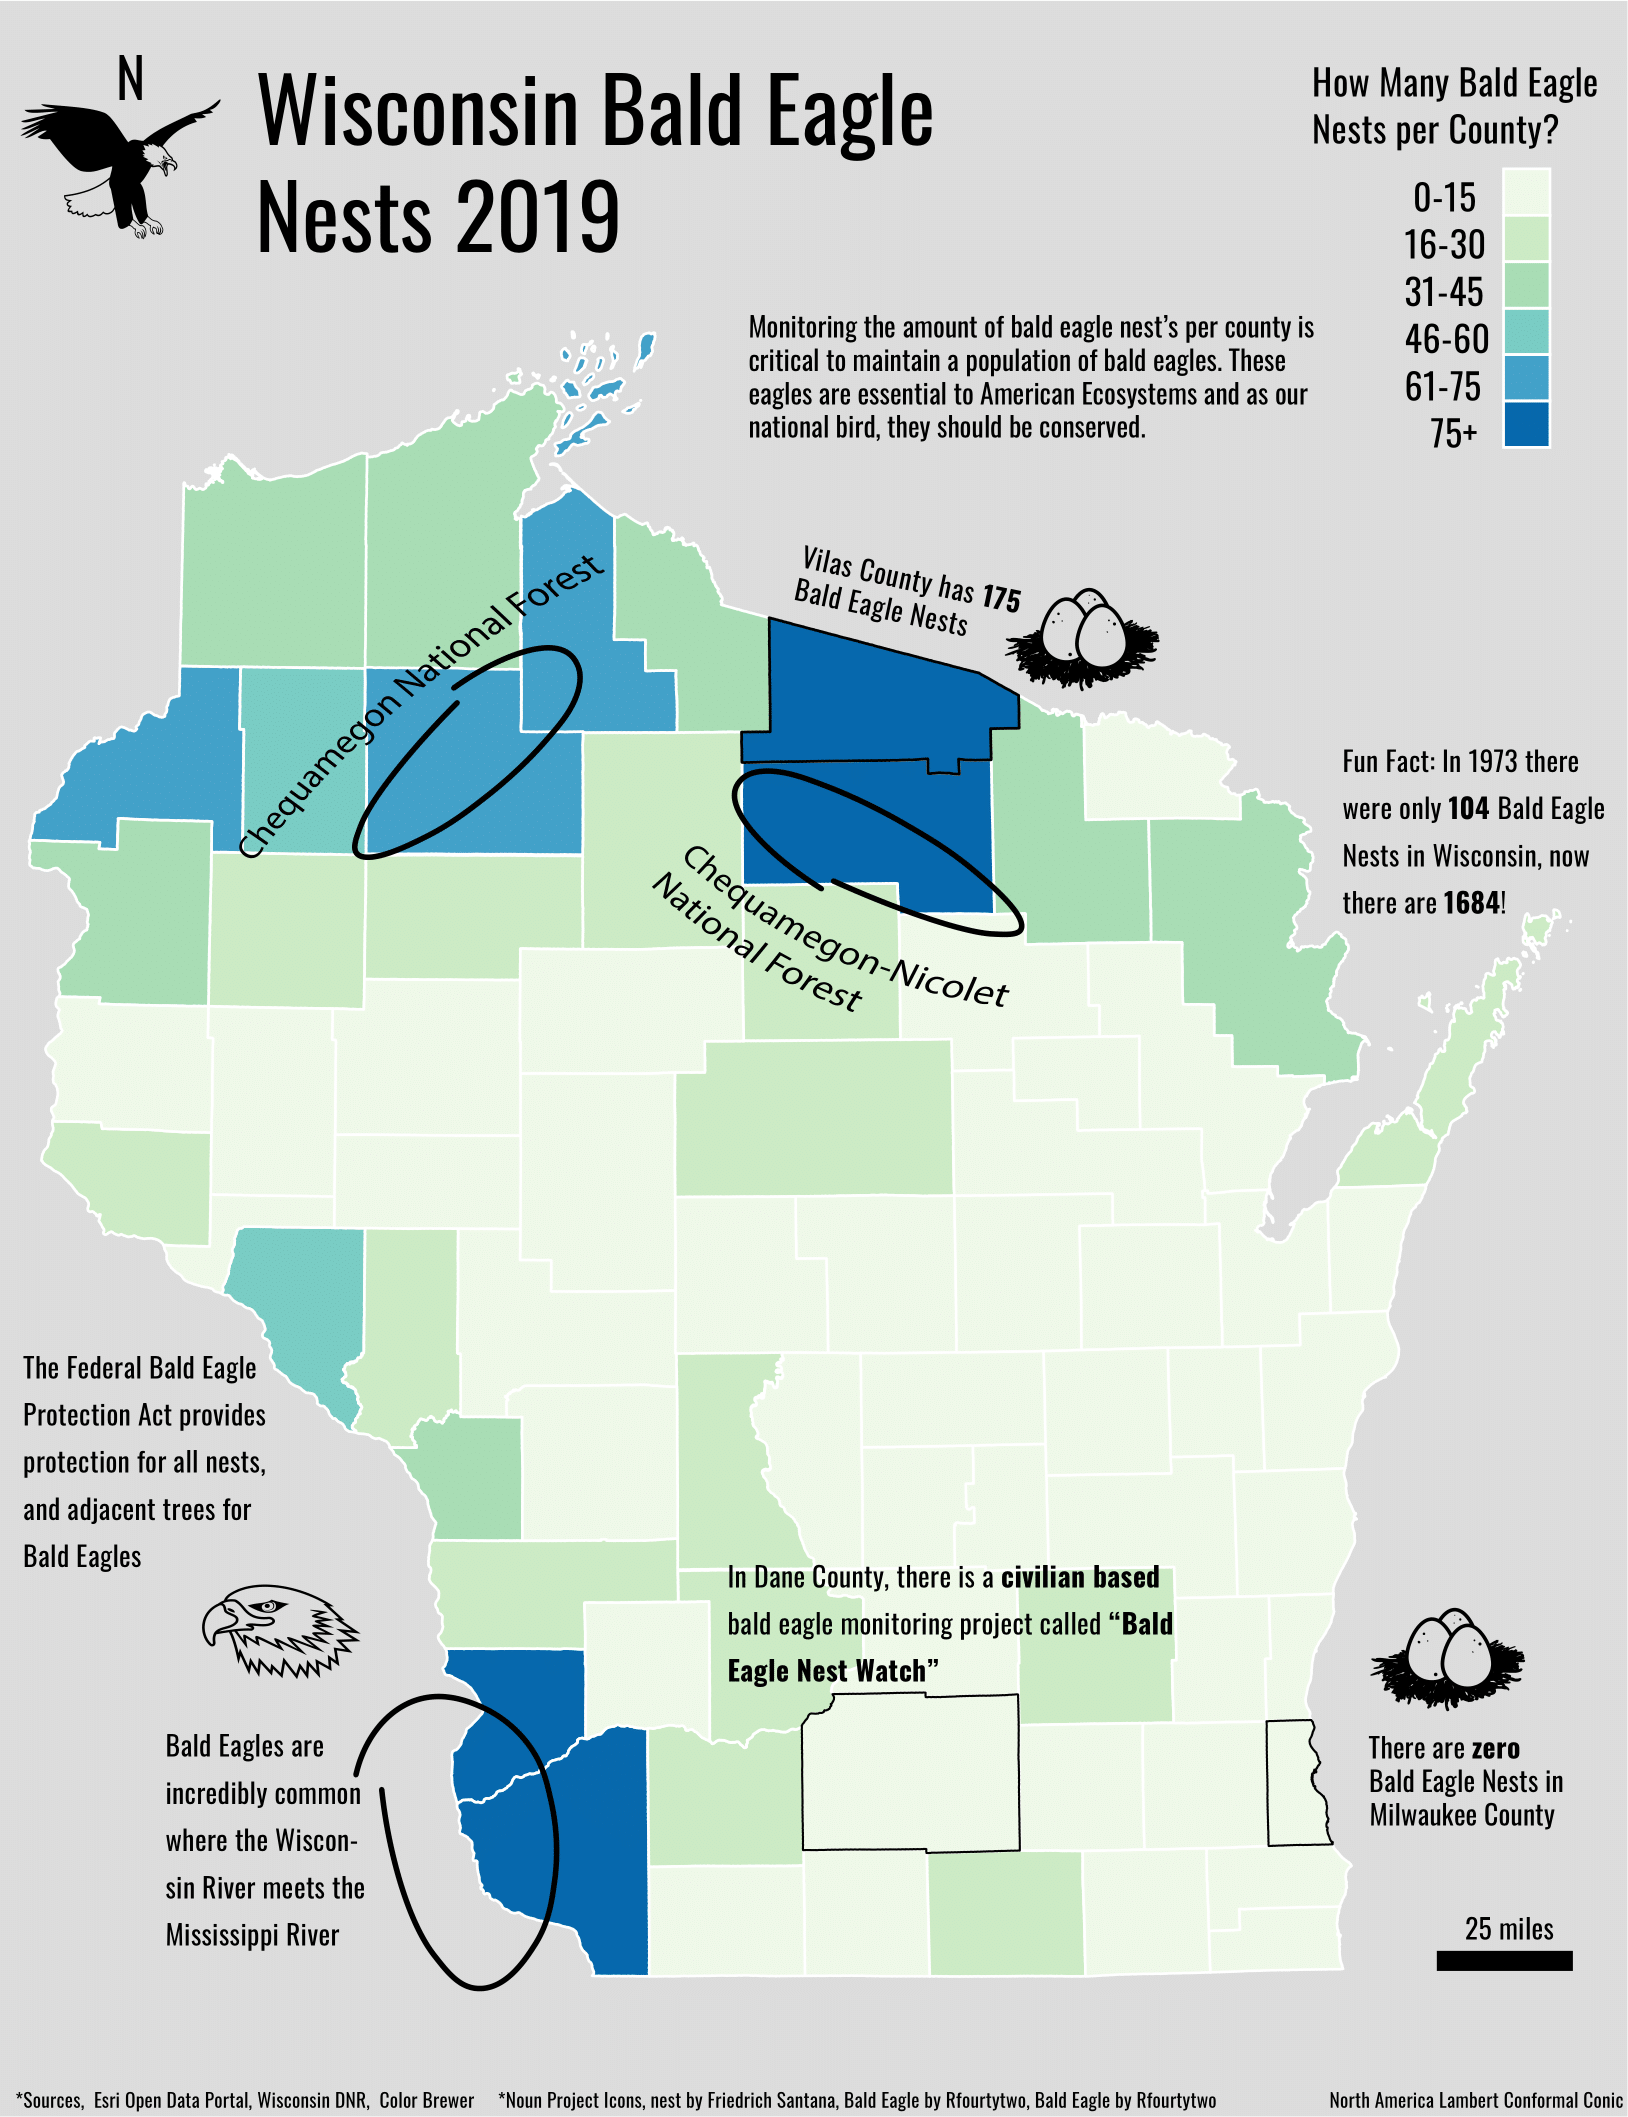 N
Wisconsin Bald Eagle
Nests 2019
How Many Bald Eagle
Nests per County?
0-15
16-30
31-45
46-60
61-75
75+
Monitoring the amount of bald eagle nest's per county is
critical to maintain a population of bald eagles. These
eagles are essential to American Ecosystems and as our
national bird, they should be conserved.
Vilas County has 175
Bald Eagle Nests
Chequamegon National Forest
Fun Fact: In 1973 there
were only 104 Bald Eagle
Nests in Wisconsin, now
there are 1684!
Chequamegon-Nicolet
National Forest
The Federal Bald Eagle
Protection Act provides
protection for all nests,
and adjacent trees for
Bald Eagles
In Dane County, there is a civilian based
bald eagle monitoring project called “Bald
Eagle Nest Watch”
Bald Eagles are
incredibly common
where the Wiscon-
sin River meets the
Mississippi River
There are zero
Bald Eagle Nests in
Milwaukee County
25 miles
*Sources, Esri Open Data Portal, Wisconsin DNR, Color Brewer
*Noun Project Icons, nest by Friedrich Santana, Bald Eagle by Rfourtytwo, Bald Eagle by Rfourtytwo
North America Lambert Conformal Conic